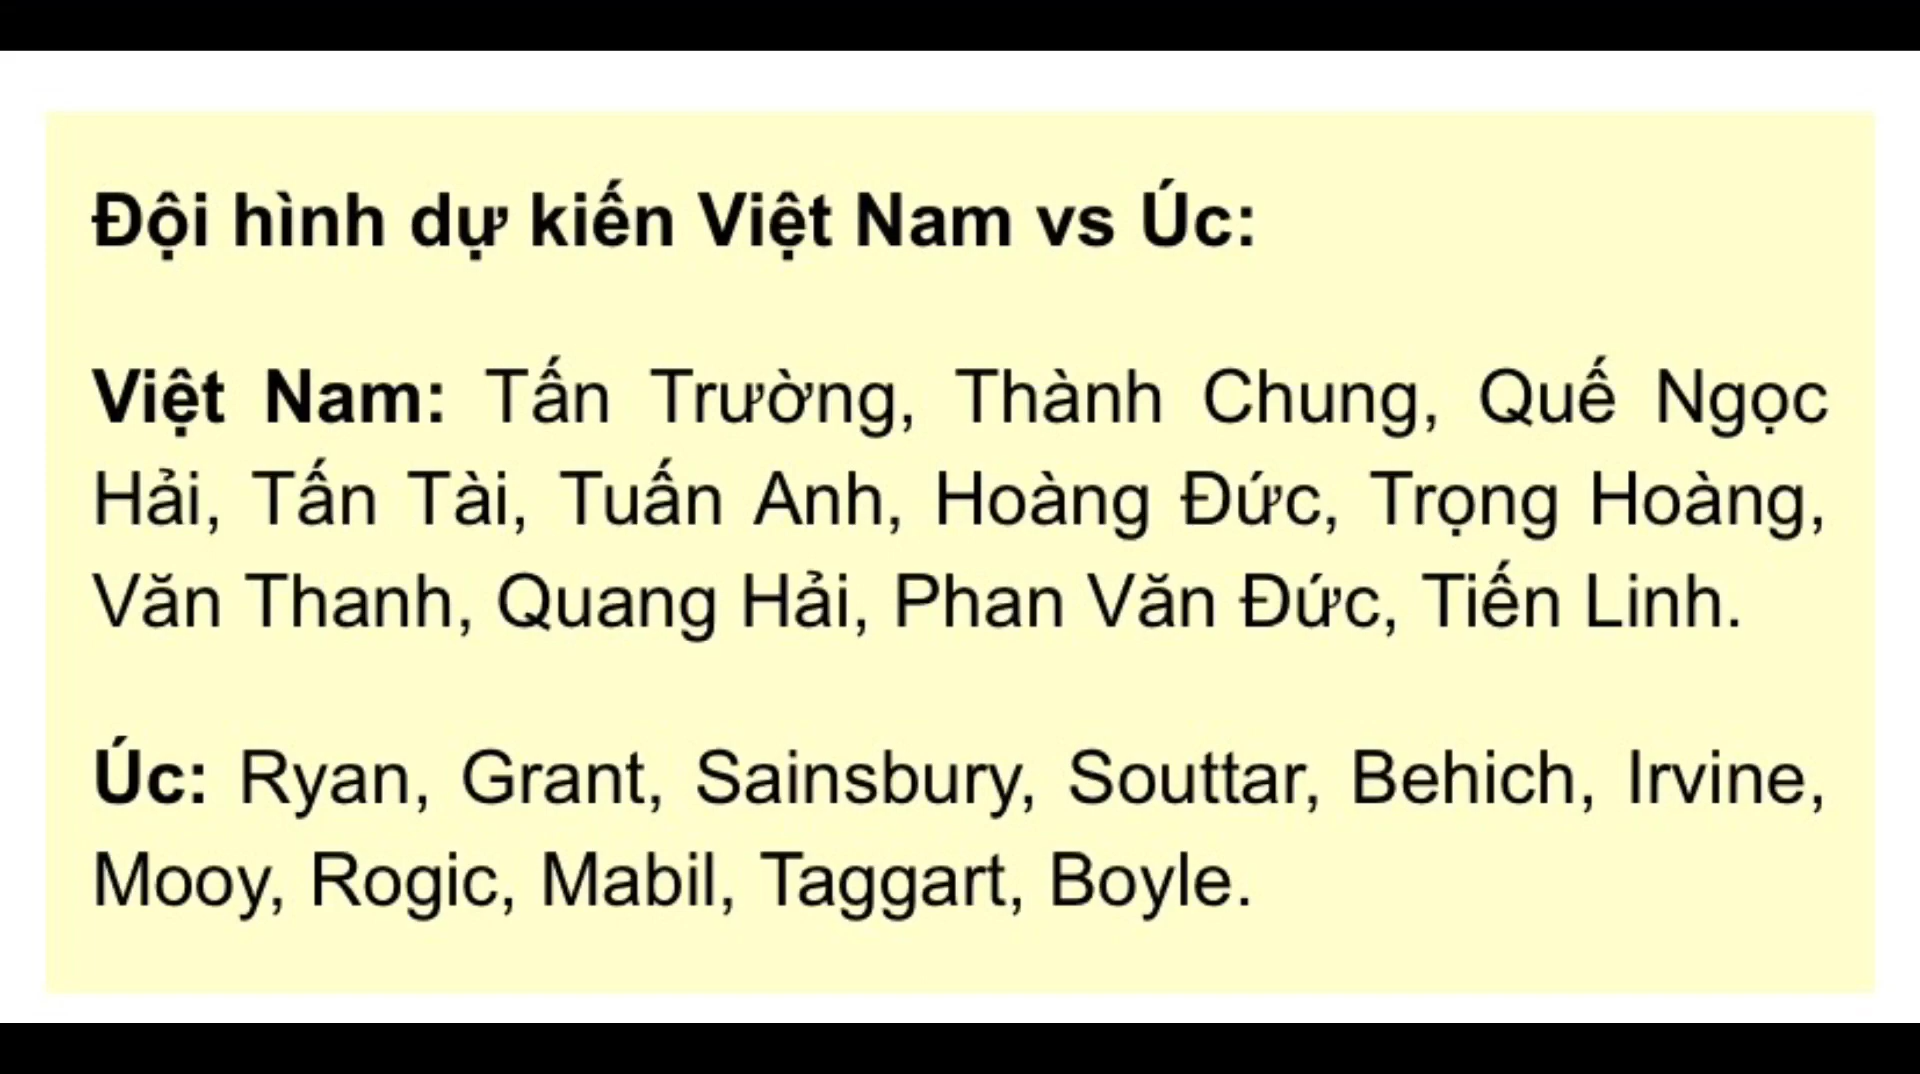 Đội hình dự kiến Việt Nam vs Úc:
Việt Nam: Tấn Trường, Thành Chung, Quế Ngọc
Hải, Tấn Tài, Tuấn Anh, Hoàng Đức, Trọng Hoàng,
Văn Thanh, Quang Hải, Phan Văn Đức, Tiến Linh.
Úc: Ryan, Grant, Sainsbury, Souttar, Behich, Irvine,
Mooy, Rogic, Mabil, Taggart, Boyle.